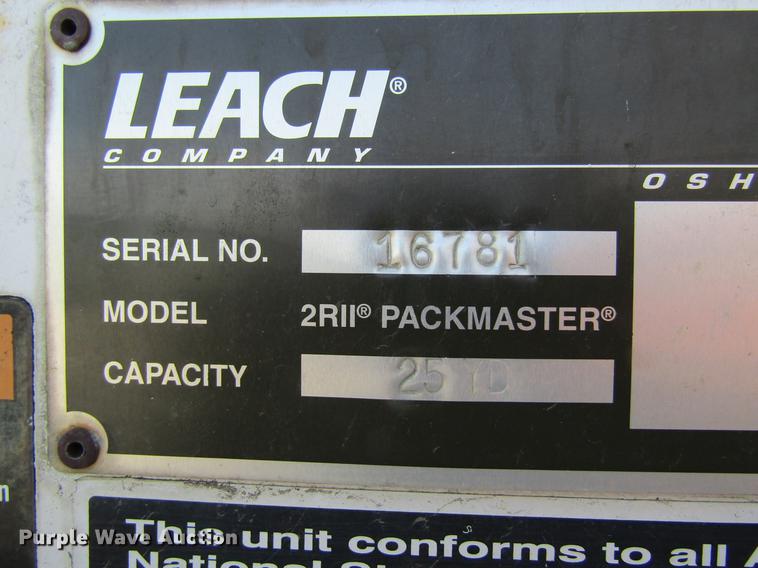 LEACH®
COMPANY
OSH
SERIAL NO. 16781
MODEL 2RII® PACKMASTER®
CAPACITY 25 YD
m
This unit conforms to all A
National
Purple Wave Auction